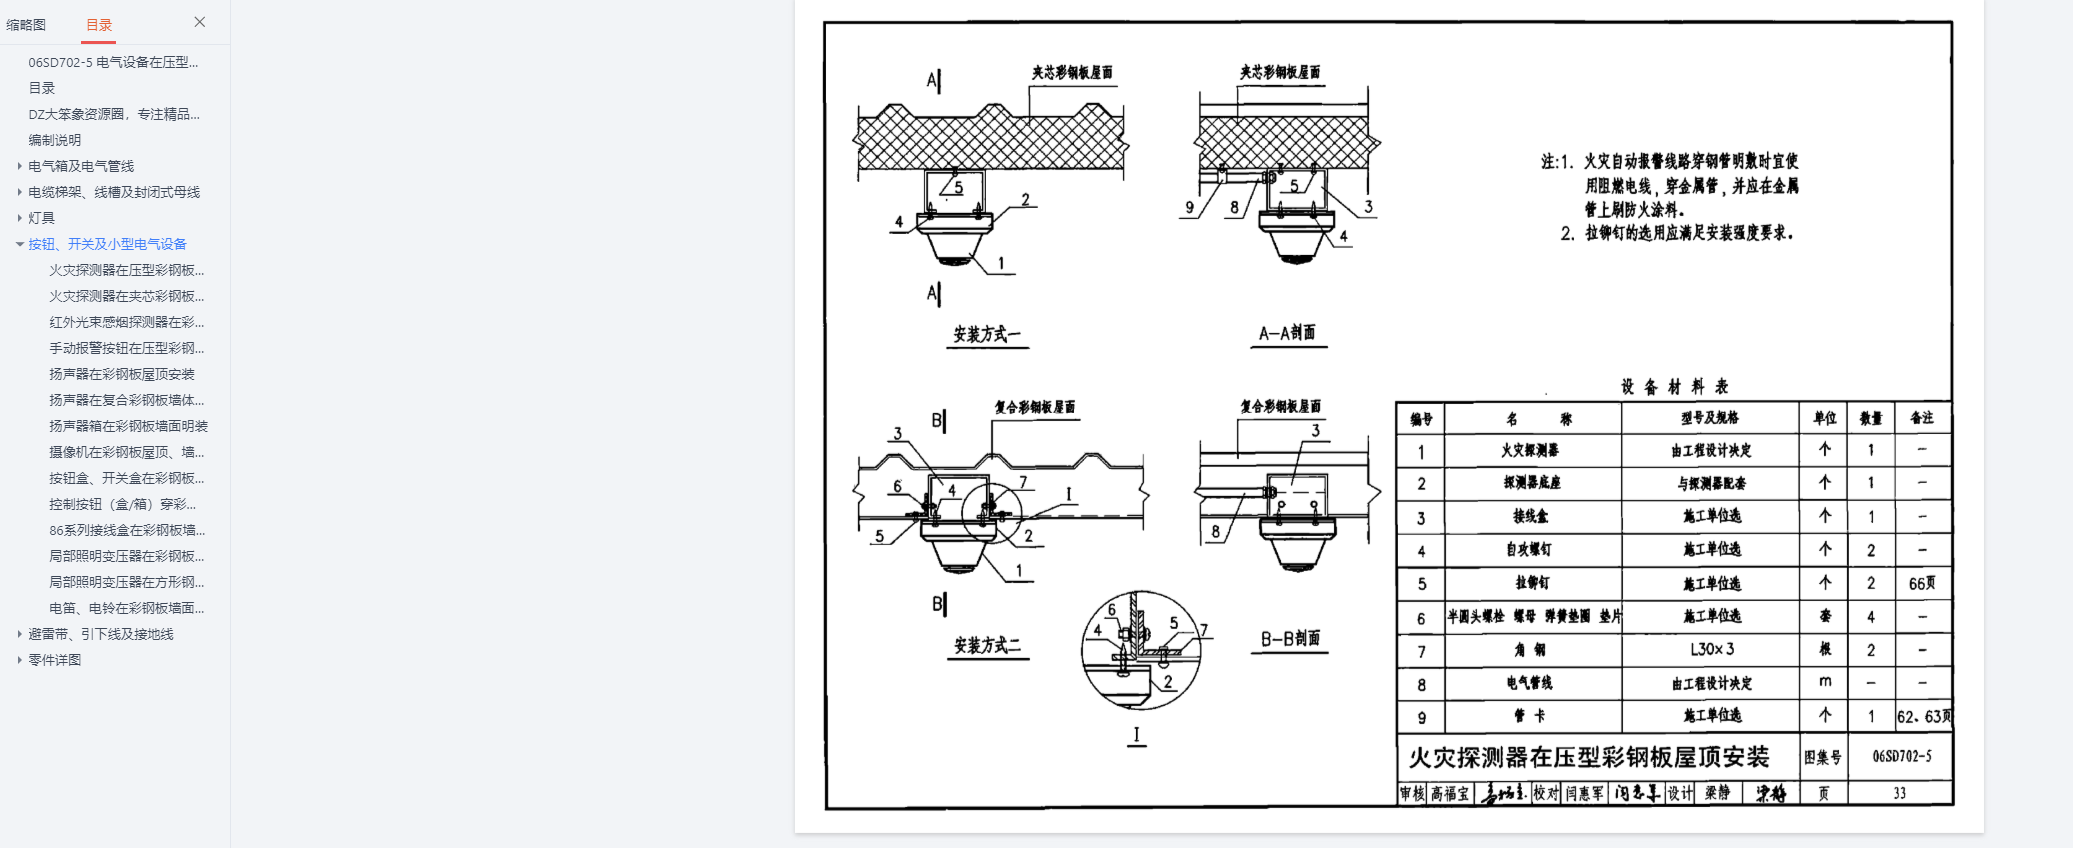 缩略图
目录
06SD702-5 电气设备在压型...
目录
DZ大笨象资源圈，专注精品...
编制说明
电气箱及电气管线
电缆梯架、线槽及封闭式母线
灯具
按钮、开关及小型电气设备
火灾探测器在压型彩钢板...
火灾探测器在夹芯彩钢板...
红外光束感烟探测器在彩...
手动报警按钮在压型彩钢...
扬声器在彩钢板屋顶安装
扬声器在复合彩钢板墙体...
扬声器箱在彩钢板墙面明装
摄像机在彩钢板屋顶、墙...
按钮盒、开关盒在彩钢板...
控制按钮（盒/箱）穿彩...
86系列接线盒在彩钢板墙...
局部照明变压器在彩钢板...
局部照明变压器在方形钢...
电笛、电铃在彩钢板墙面...
避雷带、引下线及接地线
零件详图
A
夹芯彩钢板屋面
5
2
4
1
A
安装方式一
夹芯彩钢板屋面
9
8
5
3
4
A-A剖面
注:1. 火灾自动报警线路穿钢管明敷时宜使
用阻燃电线，穿金属管，并应在金属
管上刷防火涂料。
2. 拉铆钉的选用应满足安装强度要求。
B
复合彩钢板屋面
3
6
4
7
I
5
2
1
B
安装方式二
复合彩钢板屋面
3
8
B-B剖面
6
4
5
7
2
I
设备材料表
编号 名称 型号及规格 单位 数量 备注
1 火灾探测器 由工程设计决定 个 1 -
2 探测器底座 与探测器配套 个 1 -
3 接线盒 施工单位选 个 1 -
4 自攻螺钉 施工单位选 个 2 -
5 拉铆钉 施工单位选 个 2 66页
6 半圆头螺栓 螺母 弹簧垫圈 垫片 施工单位选 套 4 -
7 角钢 L30×3 根 2 -
8 电气管线 由工程设计决定 m - -
9 管卡 施工单位选 个 1 62、63页
火灾探测器在压型彩钢板屋顶安装 图集号 06SD702-5
审核 高福宝 校对 闫惠军 闫惠军 设计 梁静 梁静 页 33